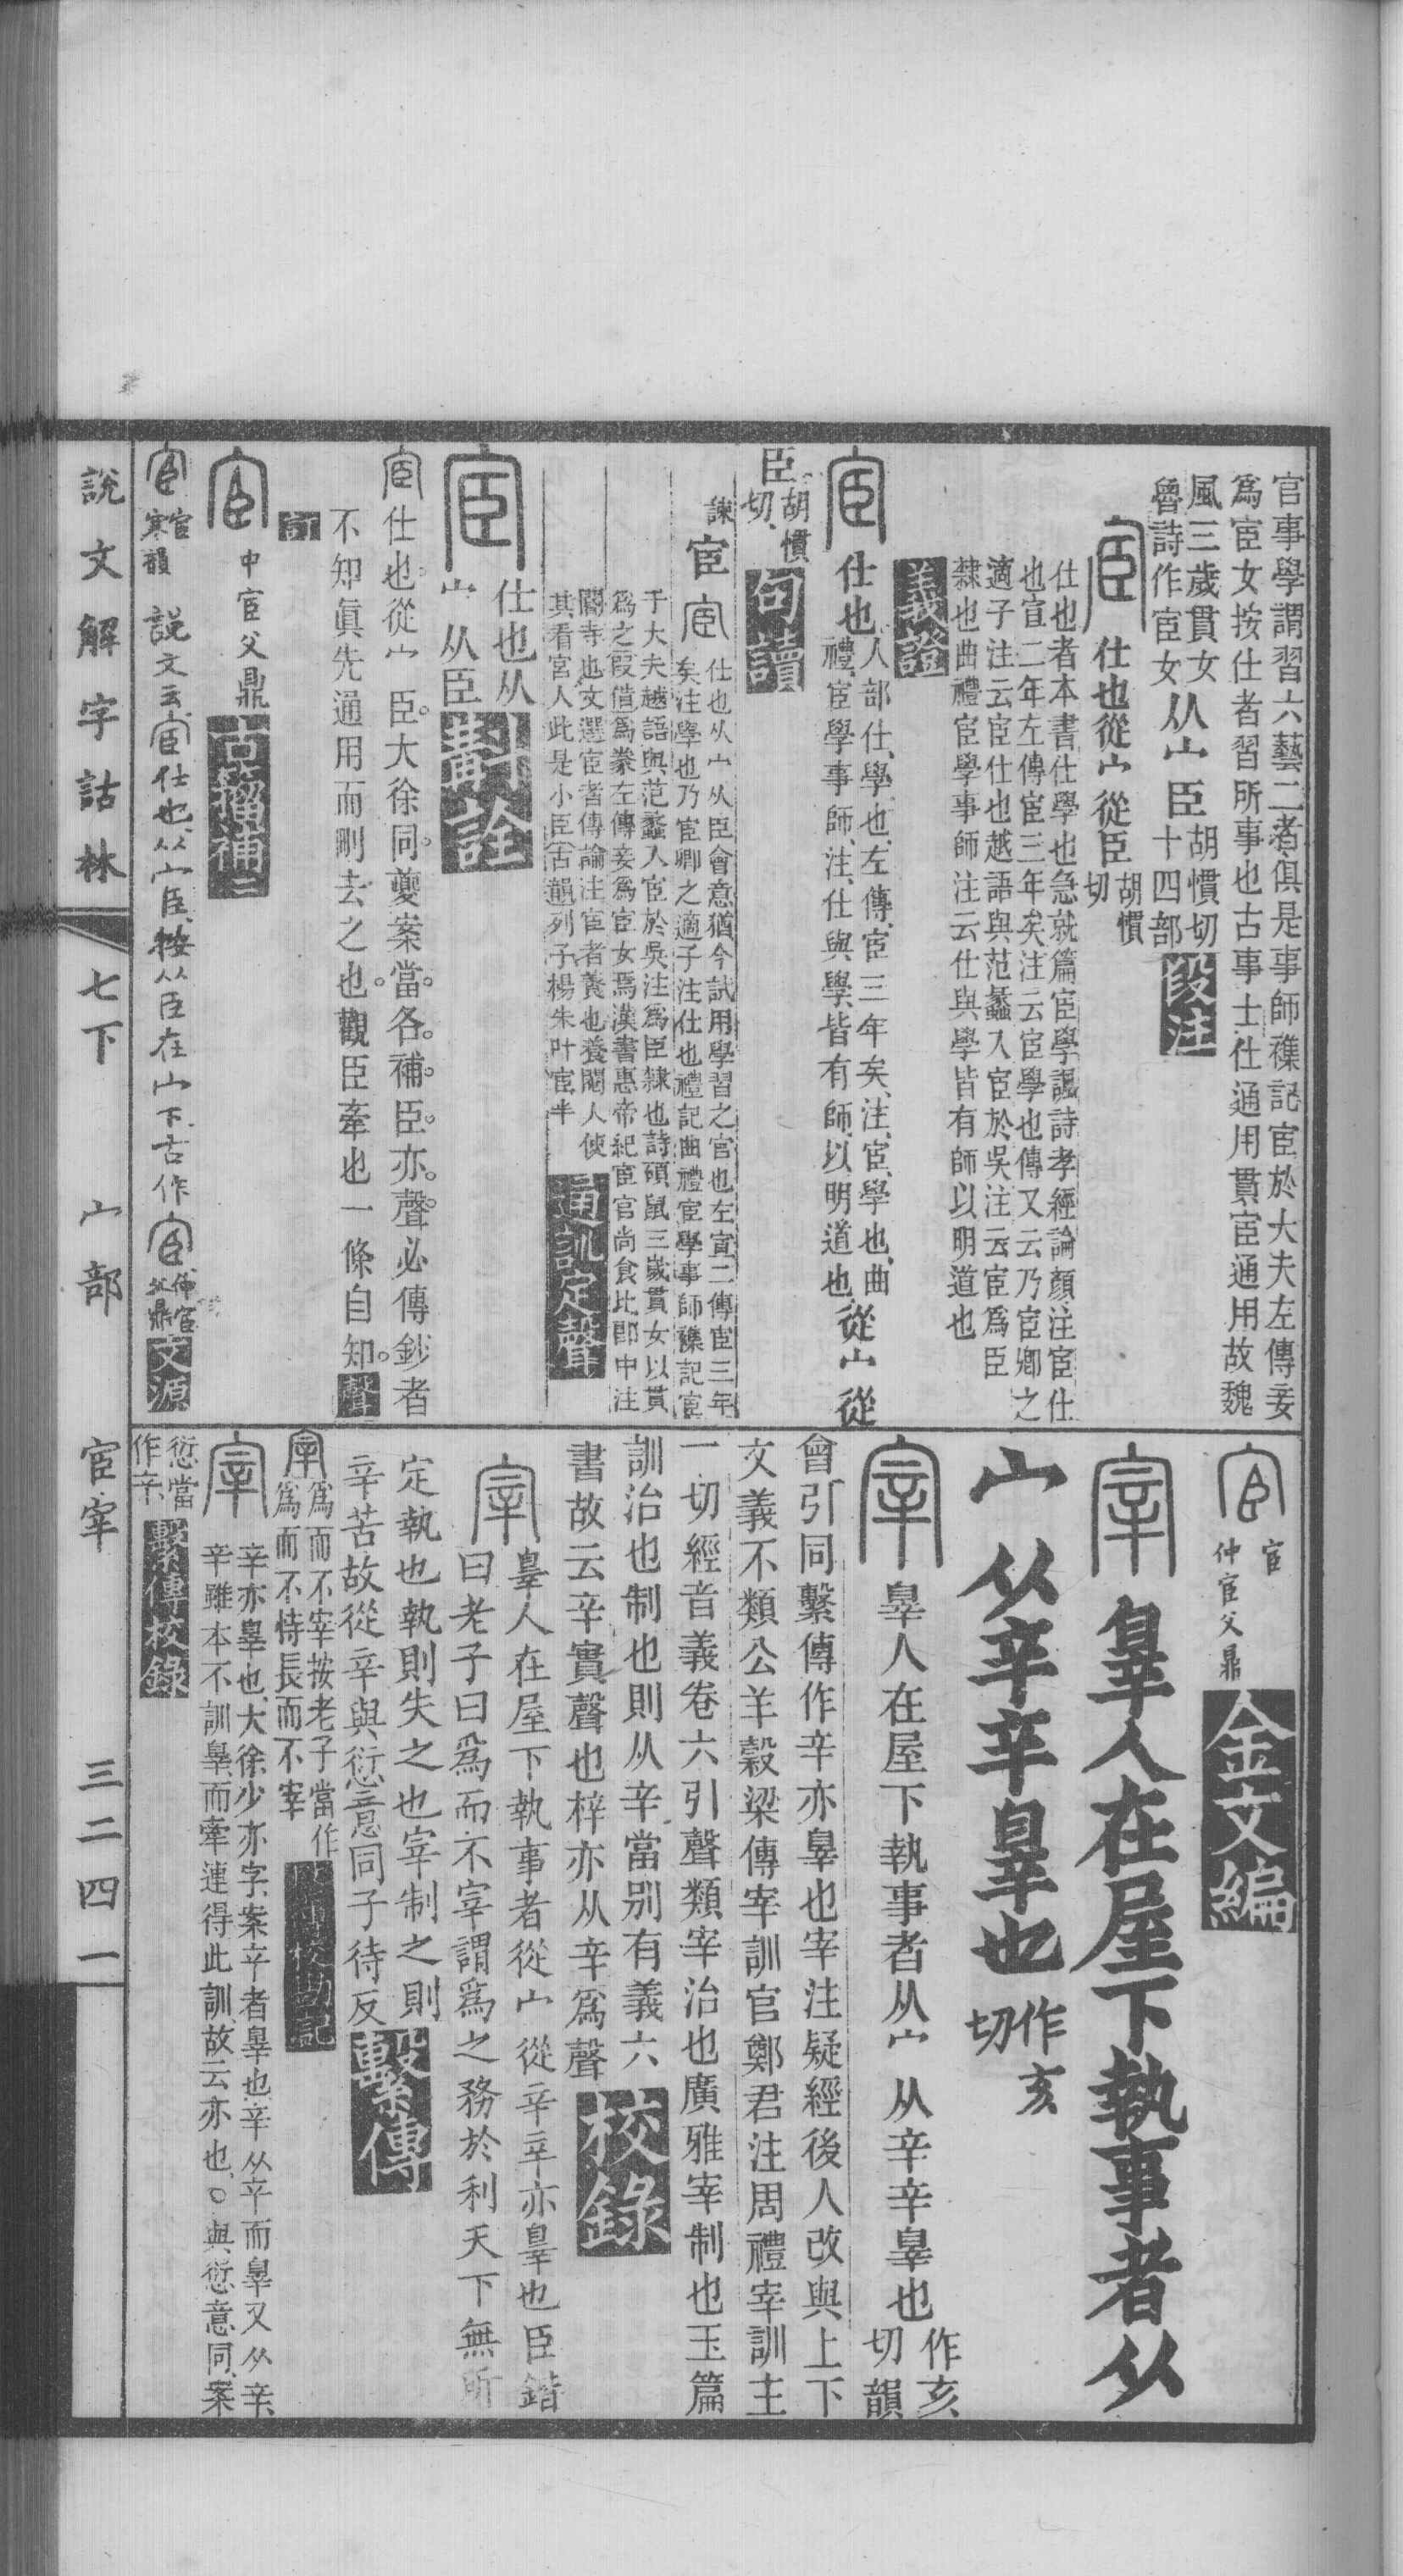 官事學謂習六藝二者俱是事師襍記宦於大夫左傳妾
爲宦女按仕者習所事也古事士仕通用貫宦通用故魏
風三歲貫女
魯詩作宦女
从宀臣
胡慣切
十四部
段注
仕也從宀從臣
胡慣
切
仕也者本書仕學也急就篇宦學諷詩孝經論顏注宦仕
也宣二年左傳宦三年矣注云宦學也傳又云乃宦卿之
適子注云宦仕也越語與范蠡入宦於吳注云宦爲臣
隸也曲禮宦學事師注云仕與學皆有師以明道也
義證
仕也
人部仕、學也、左傳、宦三年矣、注、宦、學也、曲
禮、宦學事師、注、仕與學、皆有師、以明道也、
從宀從
臣。
胡慣
切、
句讀
諫
宦
仕也从宀从臣會意猶今試用學習之官也左宣二傳宦三年
矣注學也乃宦卿之適子注仕也禮記曲禮宦學事師襍記宦
于大夫越語與范蠡入宦於吳注爲臣隸也詩碩鼠三歲貫女以貫
爲之叚借爲豢左傳妾爲宦女焉漢書惠帝紀宦官尚食比郎中注
閽寺也文選宦者傳論注宦者養也養閹人使
其看宮人此是小臣古韻列子楊朱叶宦半
通訓定聲
仕也从
宀从臣
斠詮
仕也。從宀臣。大徐同。夔案當。各。補。臣。亦。聲。必傳鈔者
不知眞先通用而刪去之也。觀臣牽也一條自知。
聲
訂
中宦父鼎
古籀補二
宦
寒韻
說文云宦仕也、从宀臣、按从臣在宀下、古作
仲宦
父鼎
文源
宦
仲宦父鼎
金文編
辠人在屋下執事者从
宀从辛辛辠也
作亥
切
辠人在屋下執事者从宀从辛辛辠也
作亥
切韻
會引同繫傳作辛亦辠也宰注疑經後人改與上下
文義不類公羊穀梁傳宰訓官鄭君注周禮宰訓主
一切經音義卷六引聲類宰治也廣雅宰制也玉篇
訓治也制也則从辛當別有義六
書故云辛實聲也梓亦从辛爲聲
校錄
辠人在屋下執事者從宀從辛辛亦辠也臣鍇
曰老子曰爲而不宰謂爲之務於利天下無所
定執也執則失之也宰制之則
辛苦故從辛與愆意同子待反
繫傳
爲而不宰按老子當作
爲而不恃長而不宰
繫傳校勘記
辛亦辠也、大徐少亦字、案辛者辠也、辛从䇂而辠又从辛、
辛雖本不訓辠、而牽連得此訓、故云亦也。○與愆意同、案
愆當
作辛、
繫傳校錄
說文解字詁林
七下
宀部
宦宰
三二四一